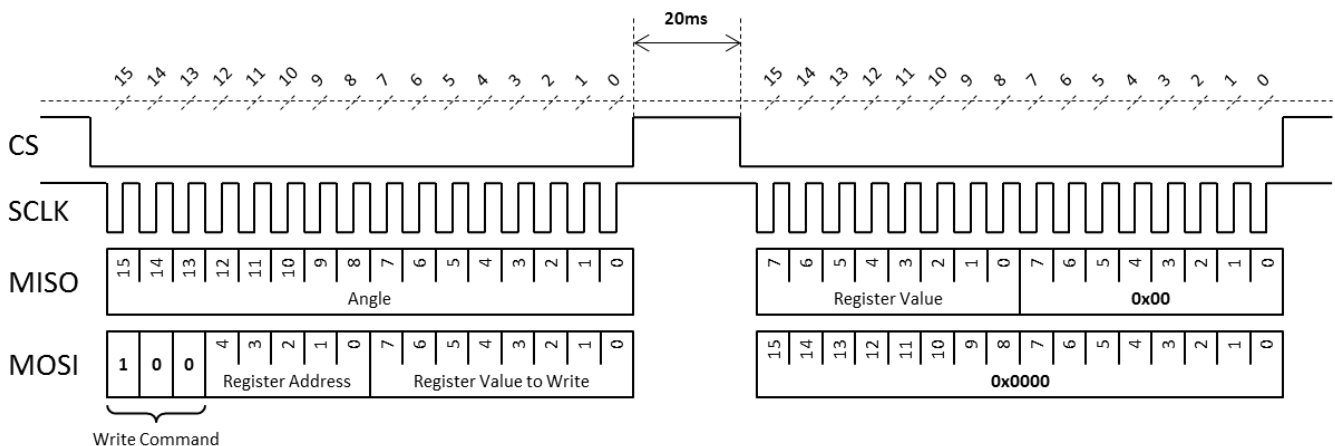 20ms
15 14 13 12 11 10 9 8 7 6 5 4 3 2 1 0 15 14 13 12 11 10 9 8 7 6 5 4 3 2 1 0
CS
SCLK
MISO 15 14 13 12 11 10 9 8 7 6 5 4 3 2 1 0 7 6 5 4 3 2 1 0 7 6 5 4 3 2 1 0
Angle Register Value 0x00
MOSI 1 0 0 4 3 2 1 0 7 6 5 4 3 2 1 0 15 14 13 12 11 10 9 8 7 6 5 4 3 2 1 0
Register Address Register Value to Write 0x0000
Write Command